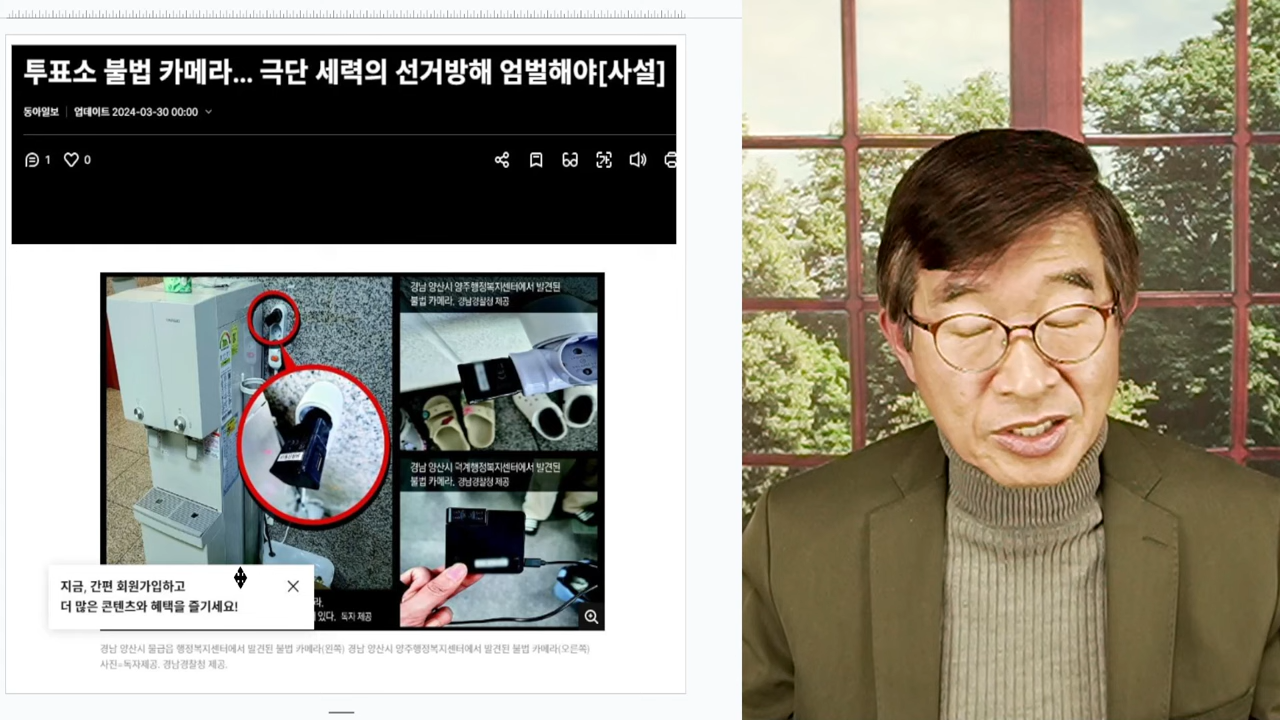 투표소 불법 카메라... 극단 세력의 선거방해 엄벌해야[사설]
동아일보
업데이트 2024-03-30 00:00
1
0
경남 양산시 양주행정복지센터에서 발견된
불법 카메라. 경남경찰청 제공
경남 양산시 덕계행정복지센터에서 발견된
불법 카메라. 경남경찰청 제공
지금, 간편 회원가입하고
더 많은 콘텐츠와 혜택을 즐기세요!
라.
있다. 독자 제공
경남 양산시 물금읍 행정복지센터에서 발견된 불법 카메라(왼쪽) 경남 양산시 양주행정복지센터에서 발견된 불법 카메라(오른쪽)
사진=독자제공. 경남경찰청 제공.